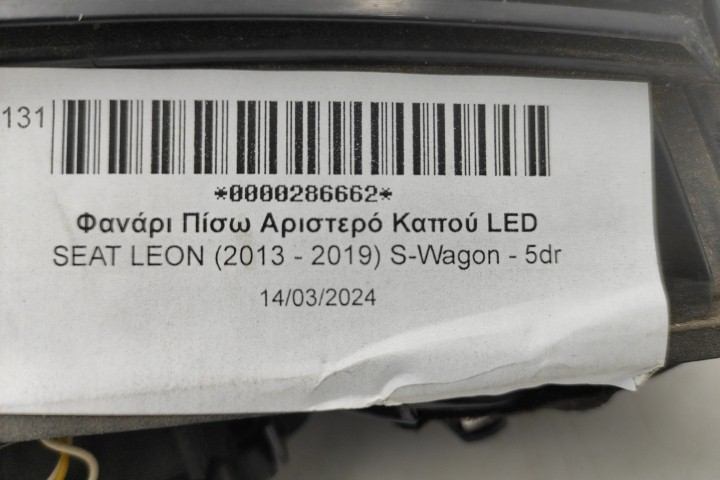 131
*0000286662*
Φανάρι Πίσω Αριστερό Καπού LED
SEAT LEON (2013 - 2019) S-Wagon - 5dr
14/03/2024